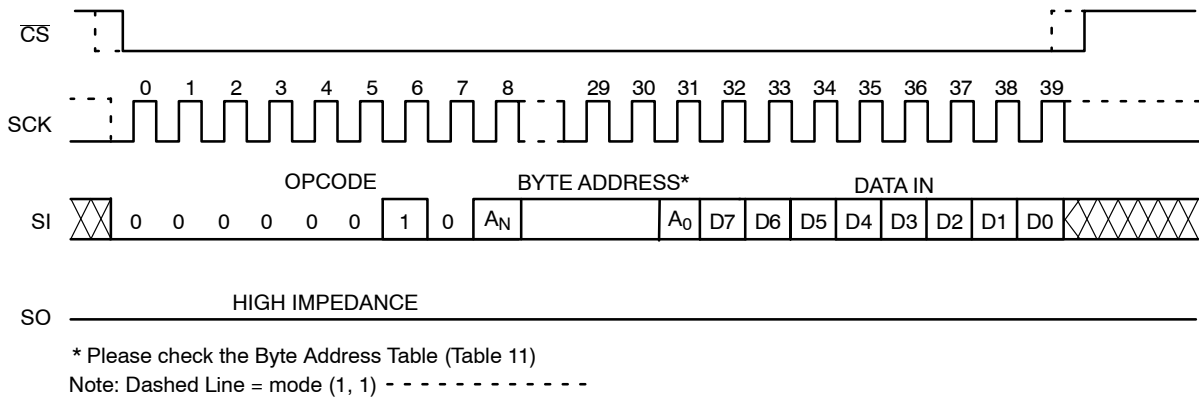 CS
0 1 2 3 4 5 6 7 8 29 30 31 32 33 34 35 36 37 38 39
SCK
OPCODE BYTE ADDRESS* DATA IN
SI 0 0 0 0 0 0 1 0 AN A0 D7 D6 D5 D4 D3 D2 D1 D0
HIGH IMPEDANCE
SO
* Please check the Byte Address Table (Table 11)
Note: Dashed Line = mode (1, 1)